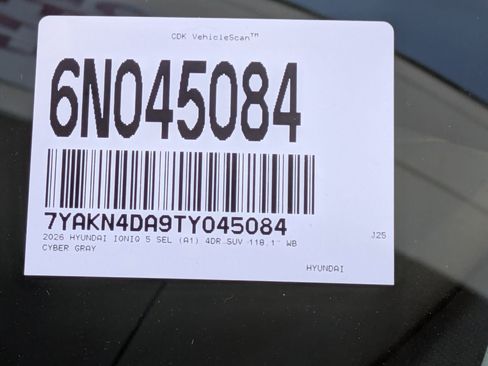 CDK VehicleScan™
6N045084
7YAKN4DA9TY045084
2026 HYUNDAI IONIQ 5 SEL (A1) 4DR SUV 118.1" WB
J25
CYBER GRAY
HYUNDAI